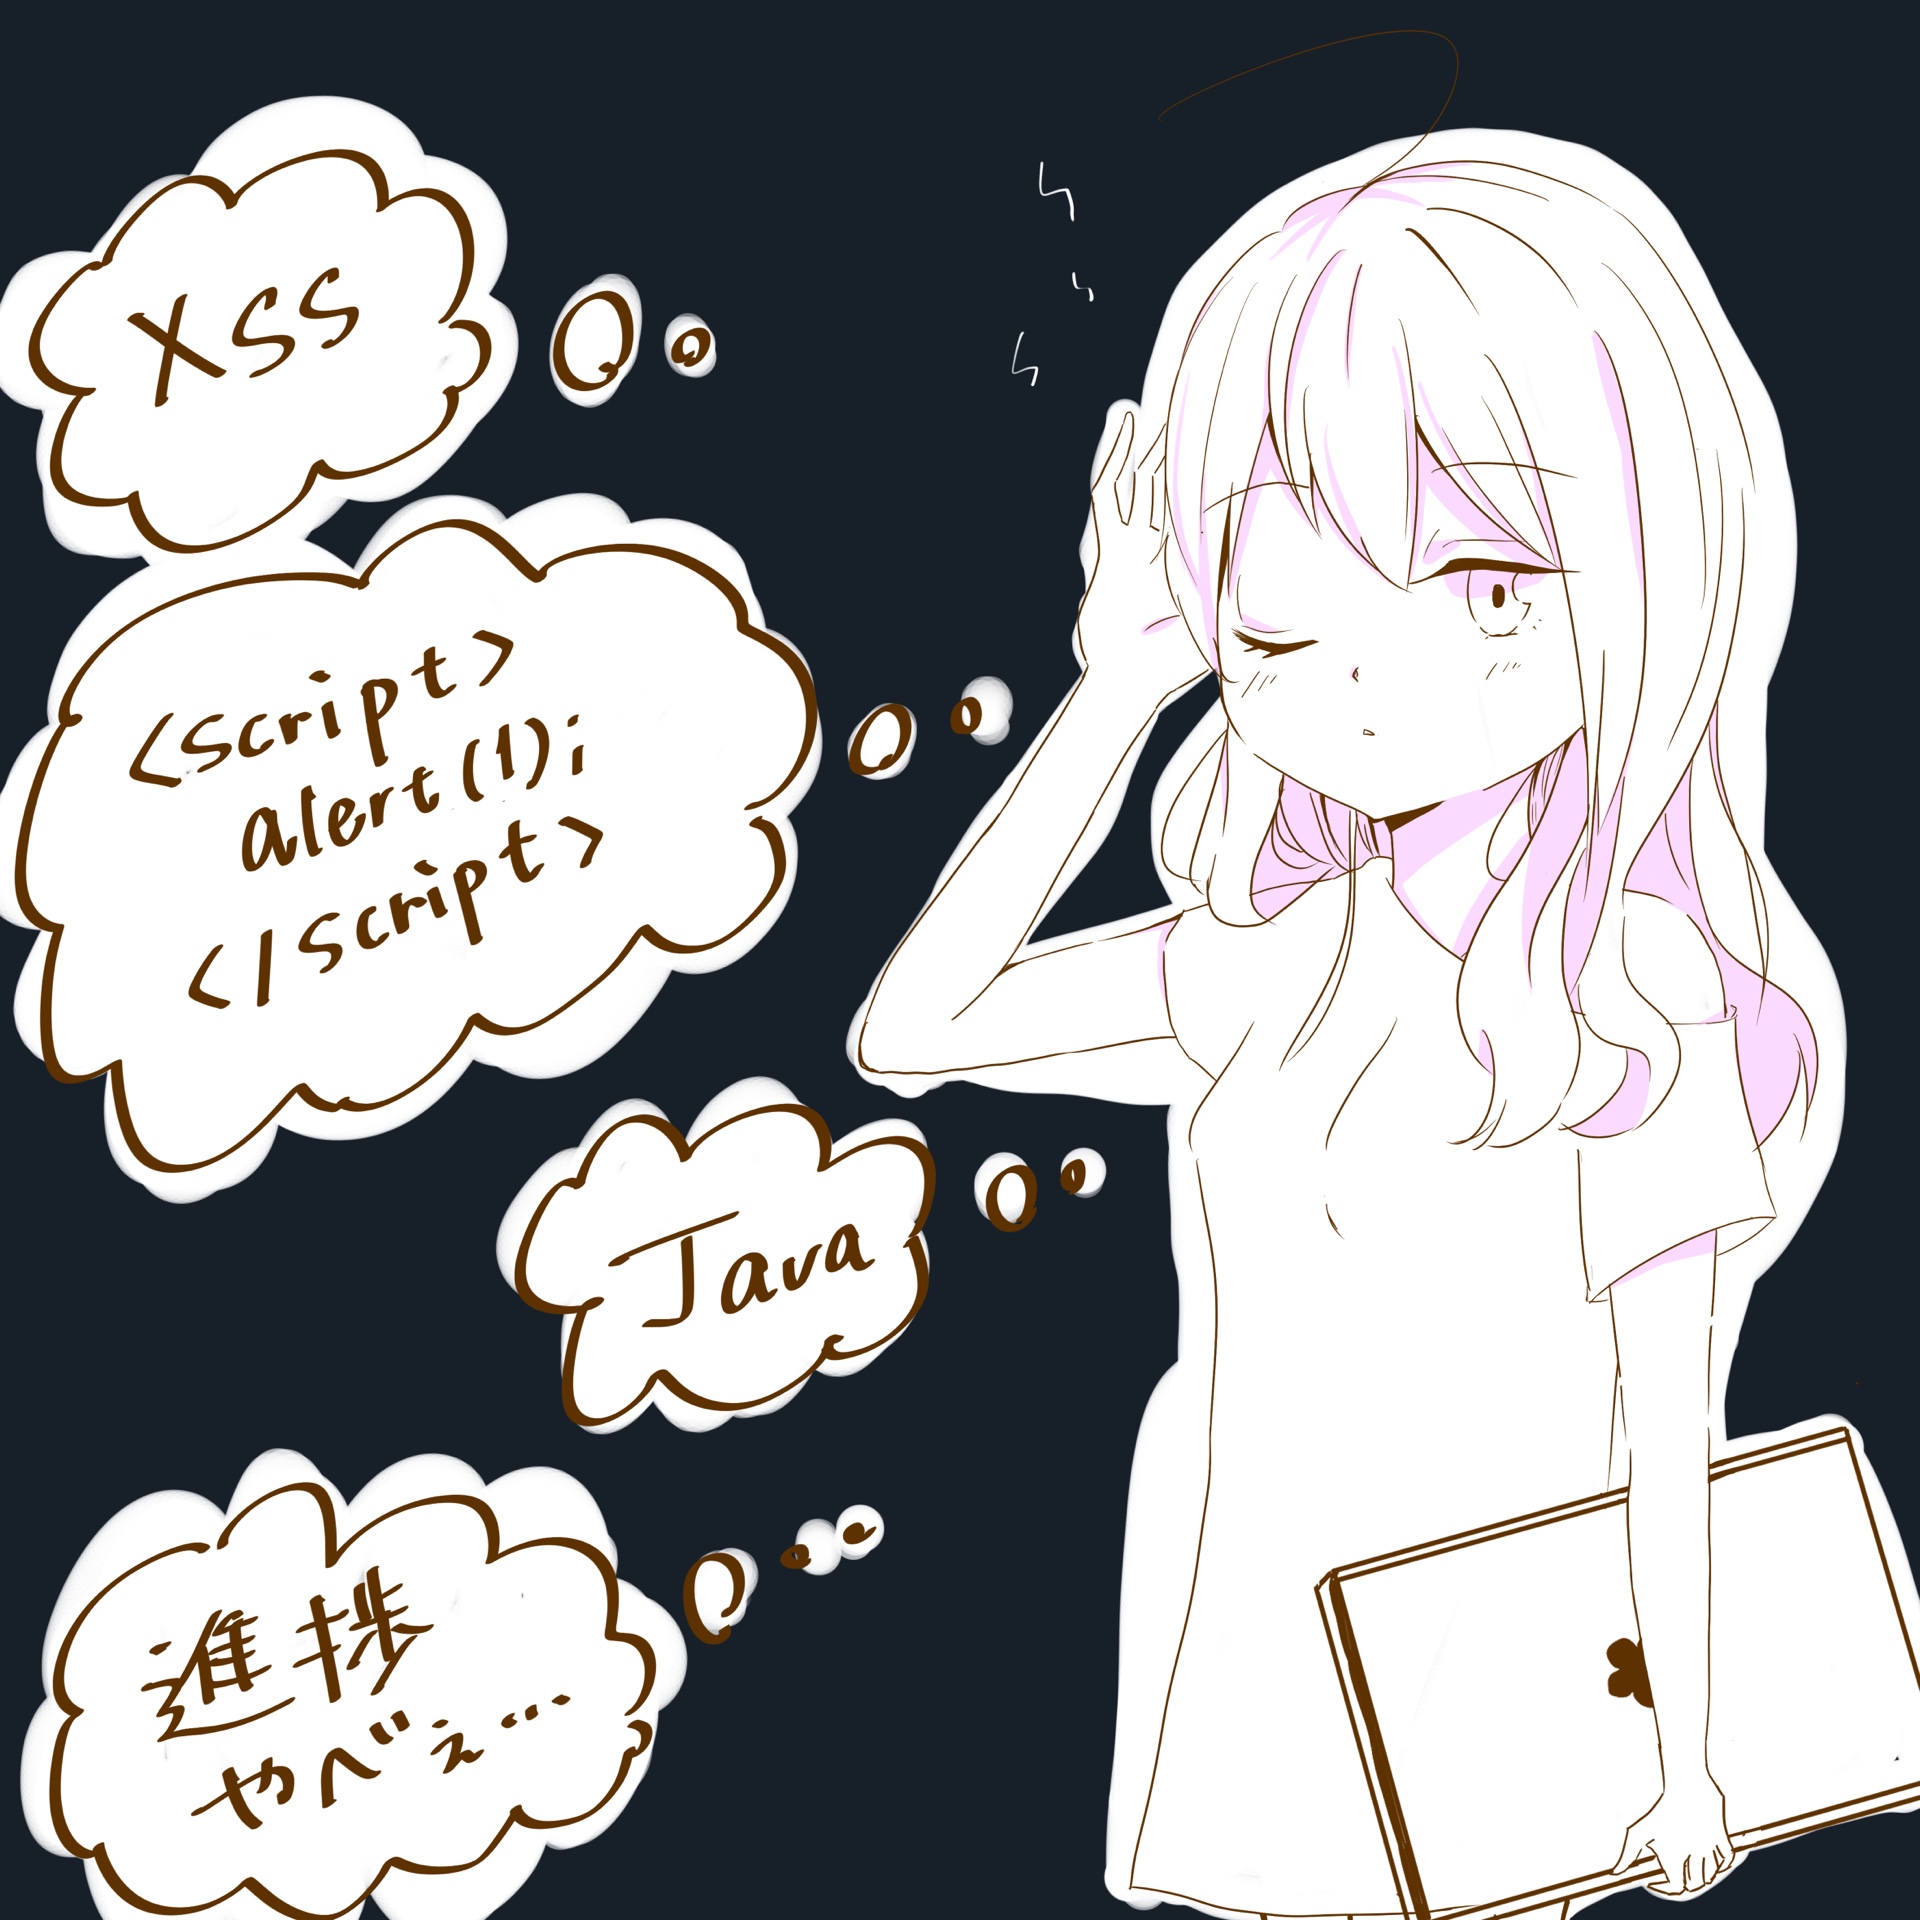 XSS
<script>
alert(1);
</script>
Java
進捗
やべぇ…